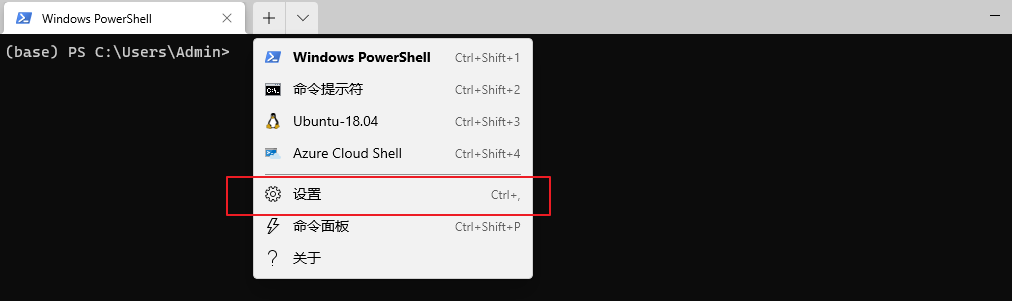 Windows PowerShell
(base) PS C:\Users\Admin>
Windows PowerShell Ctrl+Shift+1
命令提示符 Ctrl+Shift+2
Ubuntu-18.04 Ctrl+Shift+3
Azure Cloud Shell Ctrl+Shift+4
设置 Ctrl+,
命令面板 Ctrl+Shift+P
关于